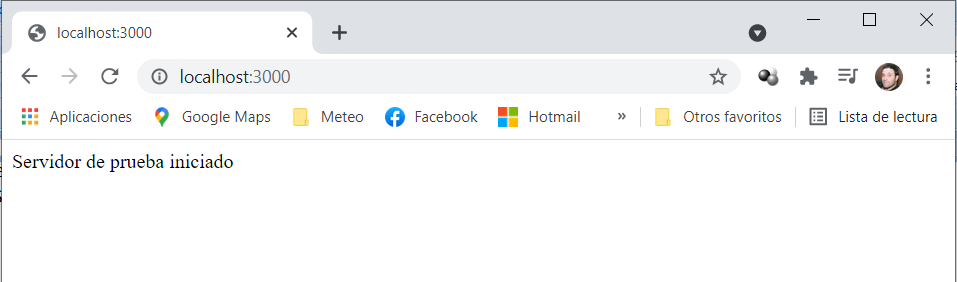 localhost:3000
localhost:3000
Aplicaciones Google Maps Meteo Facebook Hotmail » Otros favoritos Lista de lectura
Servidor de prueba iniciado